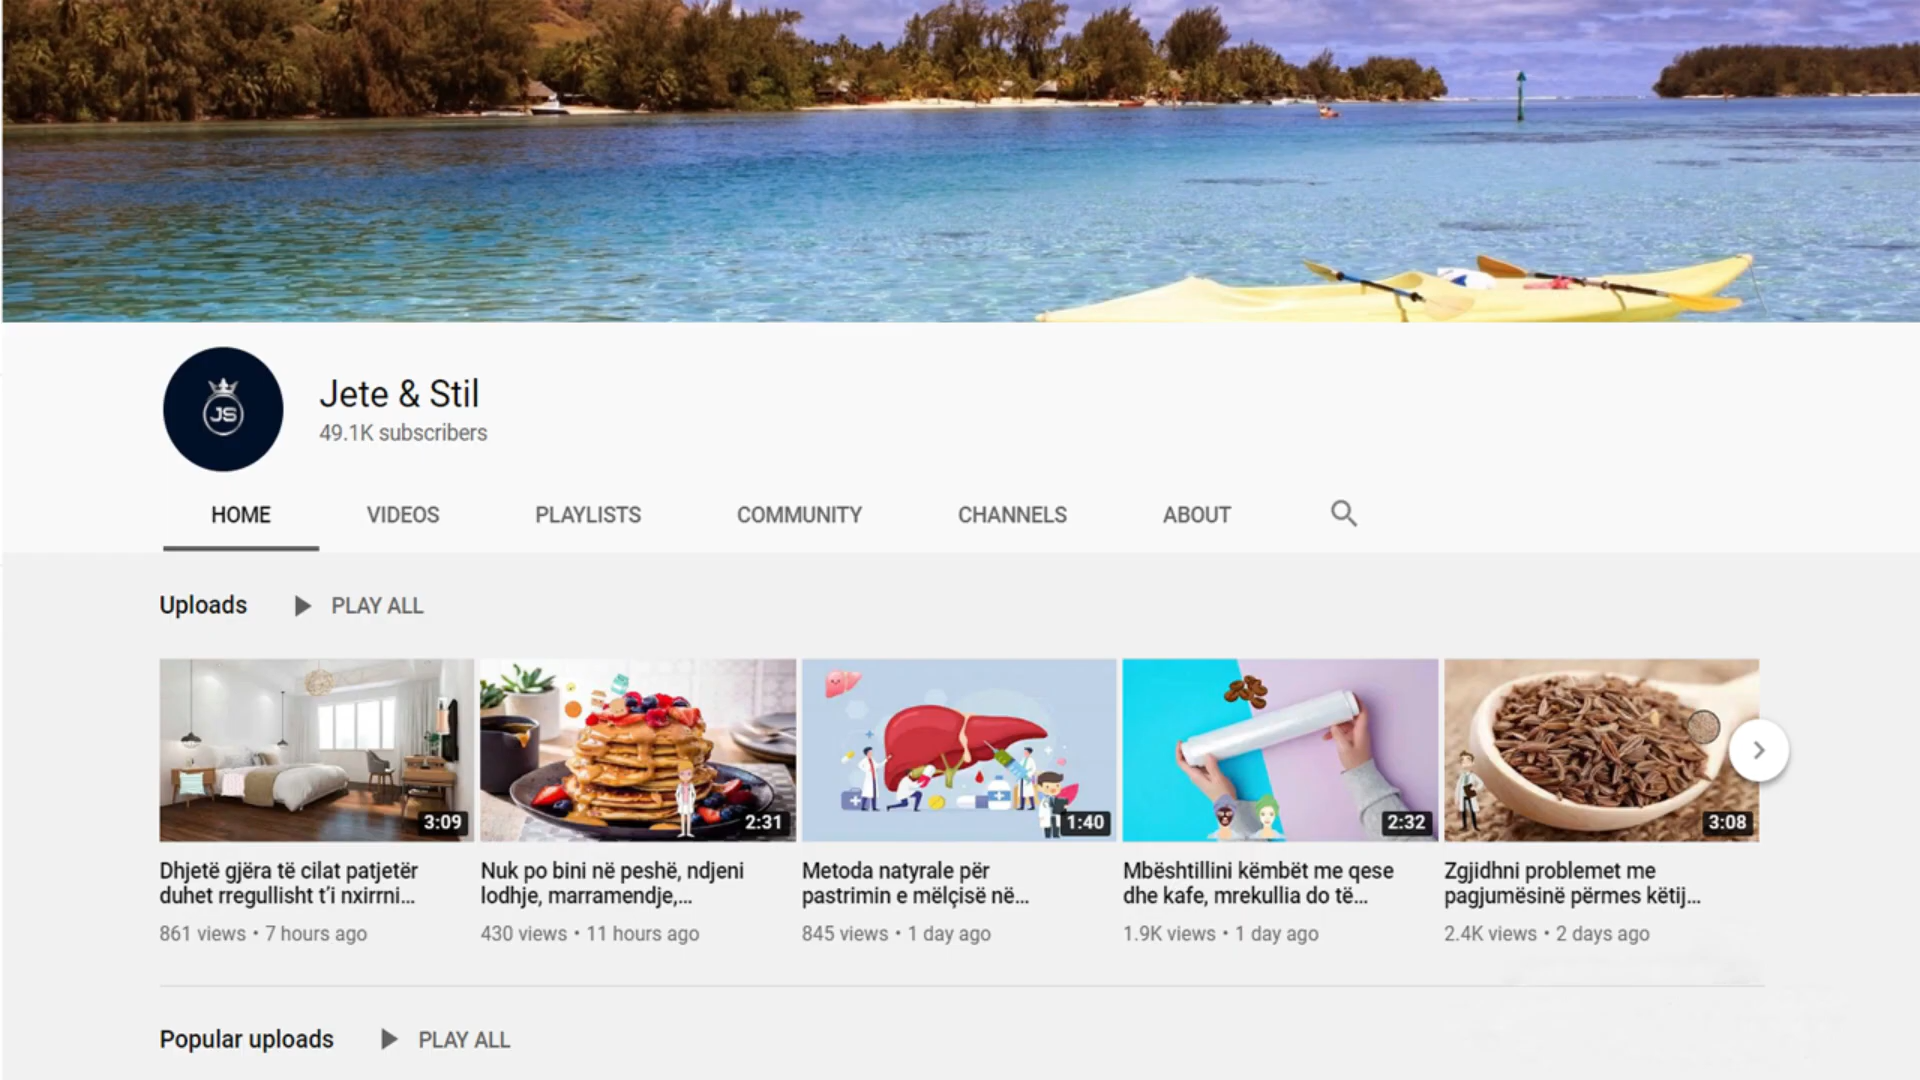 JS
Jete & Stil
49.1K subscribers
HOME VIDEOS PLAYLISTS COMMUNITY CHANNELS ABOUT
Uploads PLAY ALL
3:09 2:31 1:40 2:32 3:08
Dhjetë gjëra të cilat patjetër
duhet rregullisht t’i nxirrni...
861 views • 7 hours ago
Nuk po bini në peshë, ndjeni
lodhje, marramendje,...
430 views • 11 hours ago
Metoda natyrale për
pastrimin e mëlçisë në...
845 views • 1 day ago
Mbështillini këmbët me qese
dhe kafe, mrekullia do të...
1.9K views • 1 day ago
Zgjidhni problemet me
pagjumësinë përmes këtij...
2.4K views • 2 days ago
Popular uploads PLAY ALL